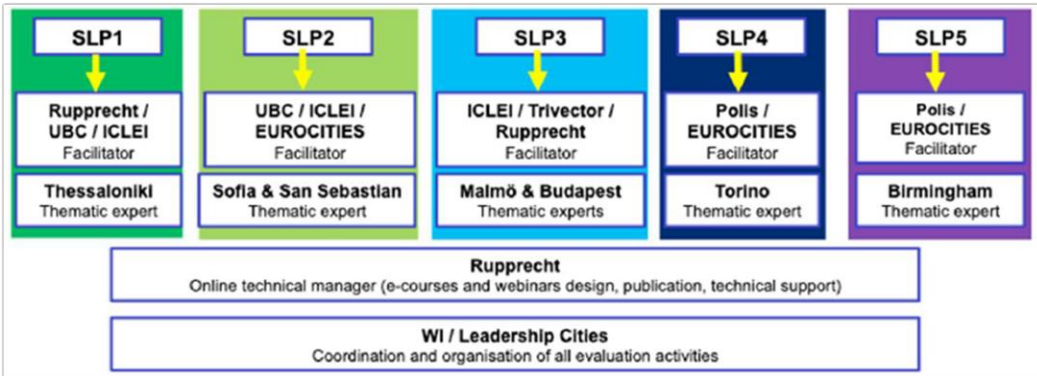 SLP1
SLP2
SLP3
SLP4
SLP5
Rupprecht /
UBC / ICLEI
Facilitator
UBC / ICLEI /
EUROCITIES
Facilitator
ICLEI / Trivector /
Rupprecht
Facilitator
Polis /
EUROCITIES
Facilitator
Polis /
EUROCITIES
Facilitator
Thessaloniki
Thematic expert
Sofia & San Sebastian
Thematic expert
Malmö & Budapest
Thematic experts
Torino
Thematic expert
Birmingham
Thematic expert
Rupprecht
Online technical manager (e-courses and webinars design, publication, technical support)
WI / Leadership Cities
Coordination and organisation of all evaluation activities